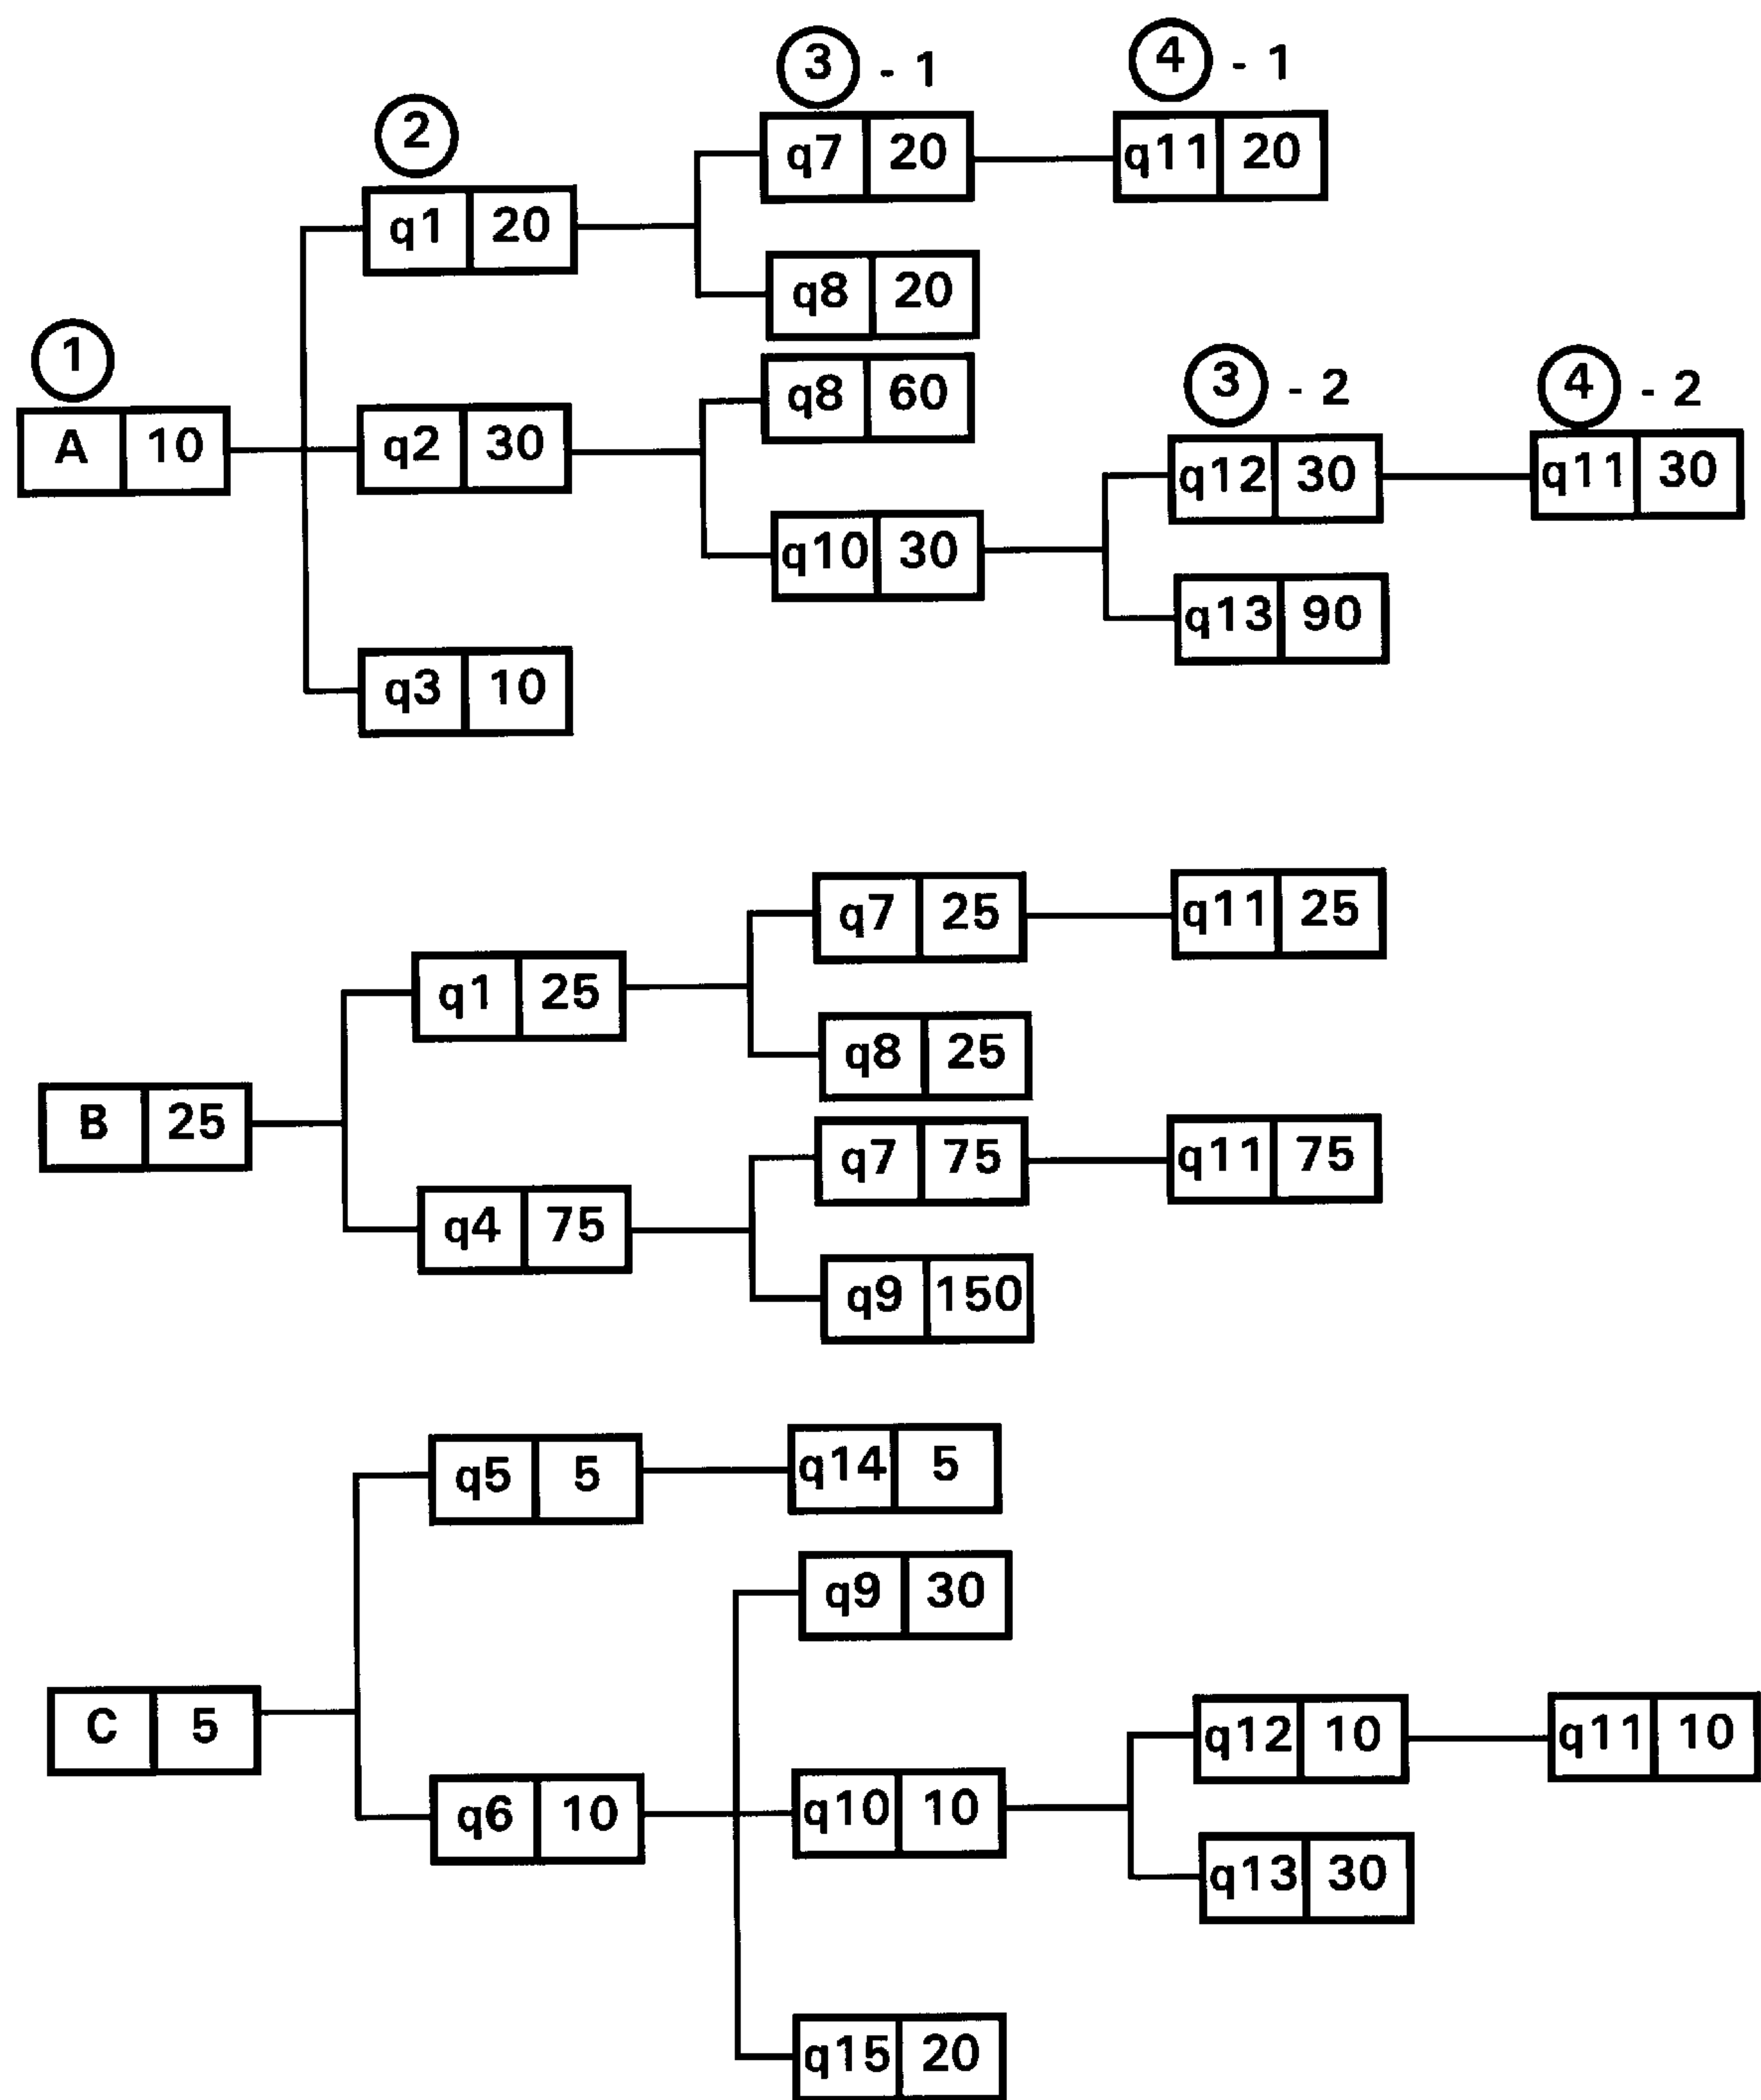 ③ - 1 ④ - 1
②
q7 20 q11 20
q1 20
q8 20
①
③ - 2 ④ - 2
q8 60
A 10 q2 30 q12 30 q11 30
q10 30
q13 90
q3 10
q7 25 q11 25
q1 25
q8 25
B 25
q7 75 q11 75
q4 75
q9 150
q5 5 q14 5
q9 30
C 5 q12 10 q11 10
q6 10 q10 10
q13 30
q15 20